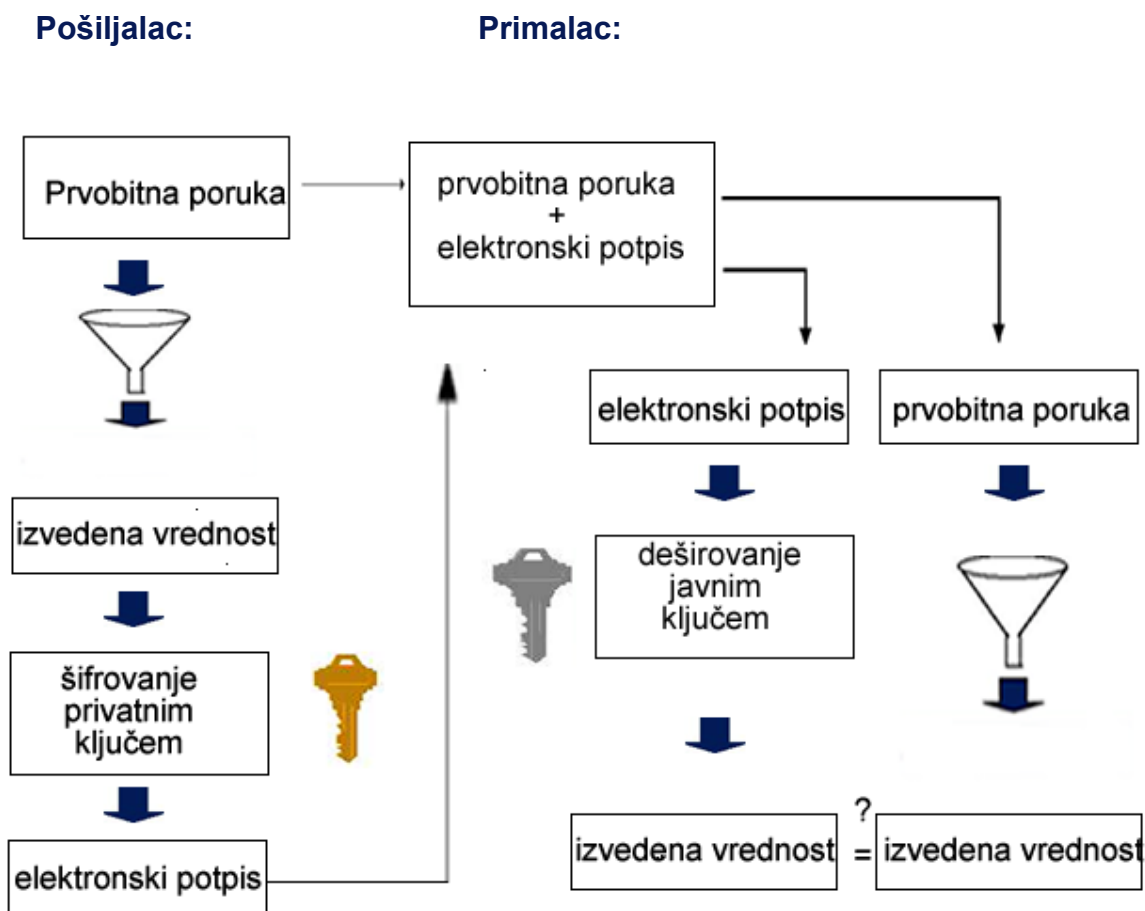 Pošiljalac:
Primalac:
Prvobitna poruka
prvobitna poruka
+
elektronski potpis
izvedena vrednost
šifrovanje
privatnim
ključem
elektronski potpis
elektronski potpis
prvobitna poruka
deširovanje
javnim
ključem
izvedena vrednost
?
=
izvedena vrednost